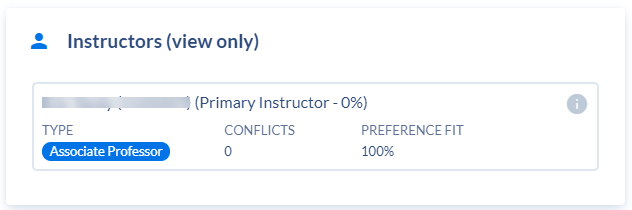 Instructors (view only)
(Primary Instructor - 0%)
TYPE CONFLICTS PREFERENCE FIT
Associate Professor 0 100%